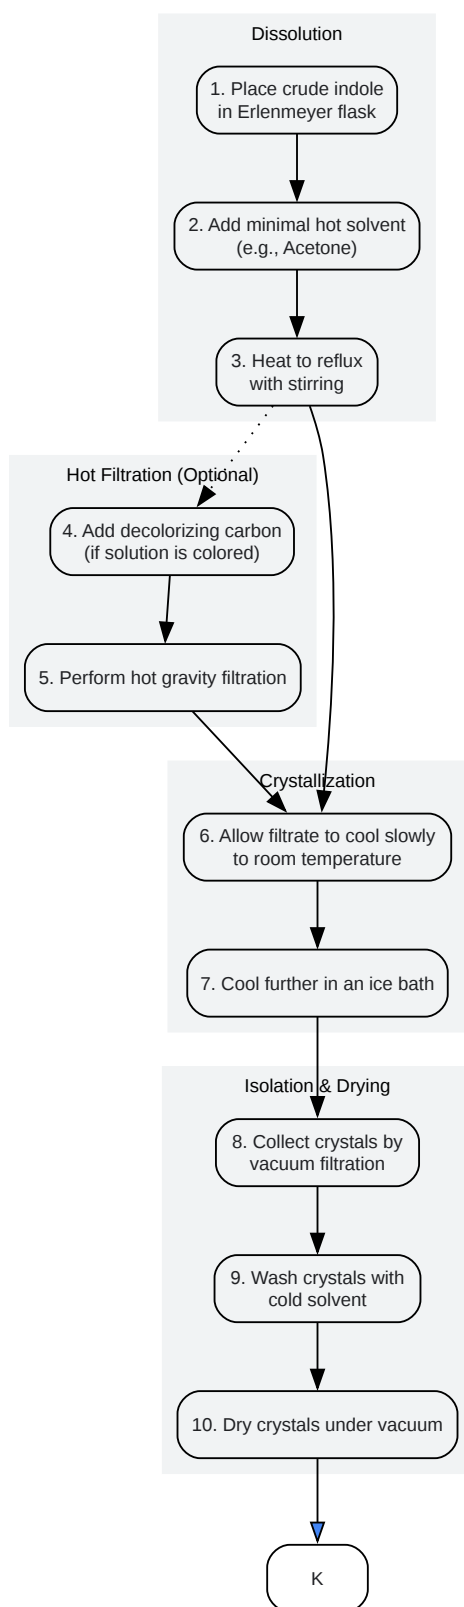 Dissolution
1. Place crude indole
in Erlenmeyer flask
2. Add minimal hot solvent
(e.g., Acetone)
3. Heat to reflux
with stirring
Hot Filtration (Optional)
4. Add decolorizing carbon
(if solution is colored)
5. Perform hot gravity filtration
Crystallization
6. Allow filtrate to cool slowly
to room temperature
7. Cool further in an ice bath
Isolation & Drying
8. Collect crystals by
vacuum filtration
9. Wash crystals with
cold solvent
10. Dry crystals under vacuum
K